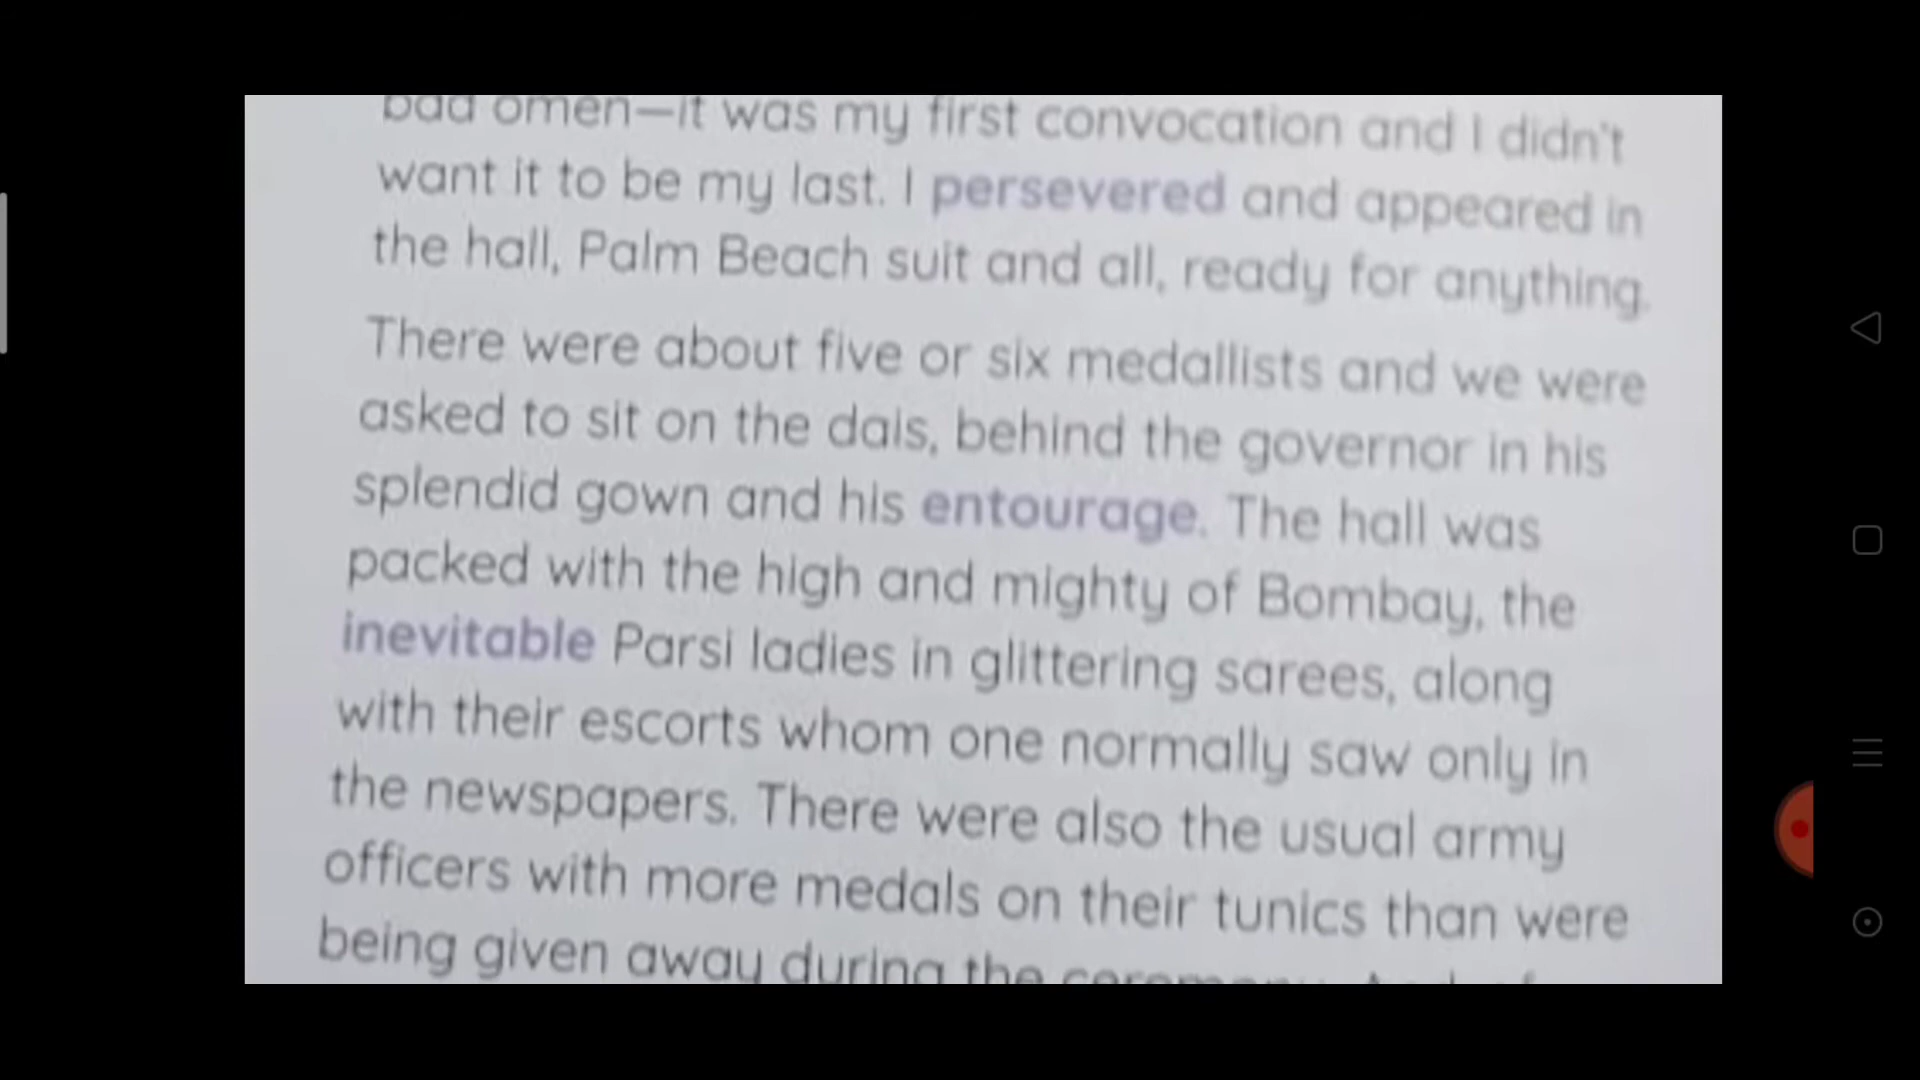 bad omen—it was my first convocation and I didn't
want it to be my last. I persevered and appeared in
the hall, Palm Beach suit and all, ready for anything.
There were about five or six medallists and we were
asked to sit on the dais, behind the governor in his
splendid gown and his entourage. The hall was
packed with the high and mighty of Bombay, the
inevitable Parsi ladies in glittering sarees, along
with their escorts whom one normally saw only in
the newspapers. There were also the usual army
officers with more medals on their tunics than were
being given away during the